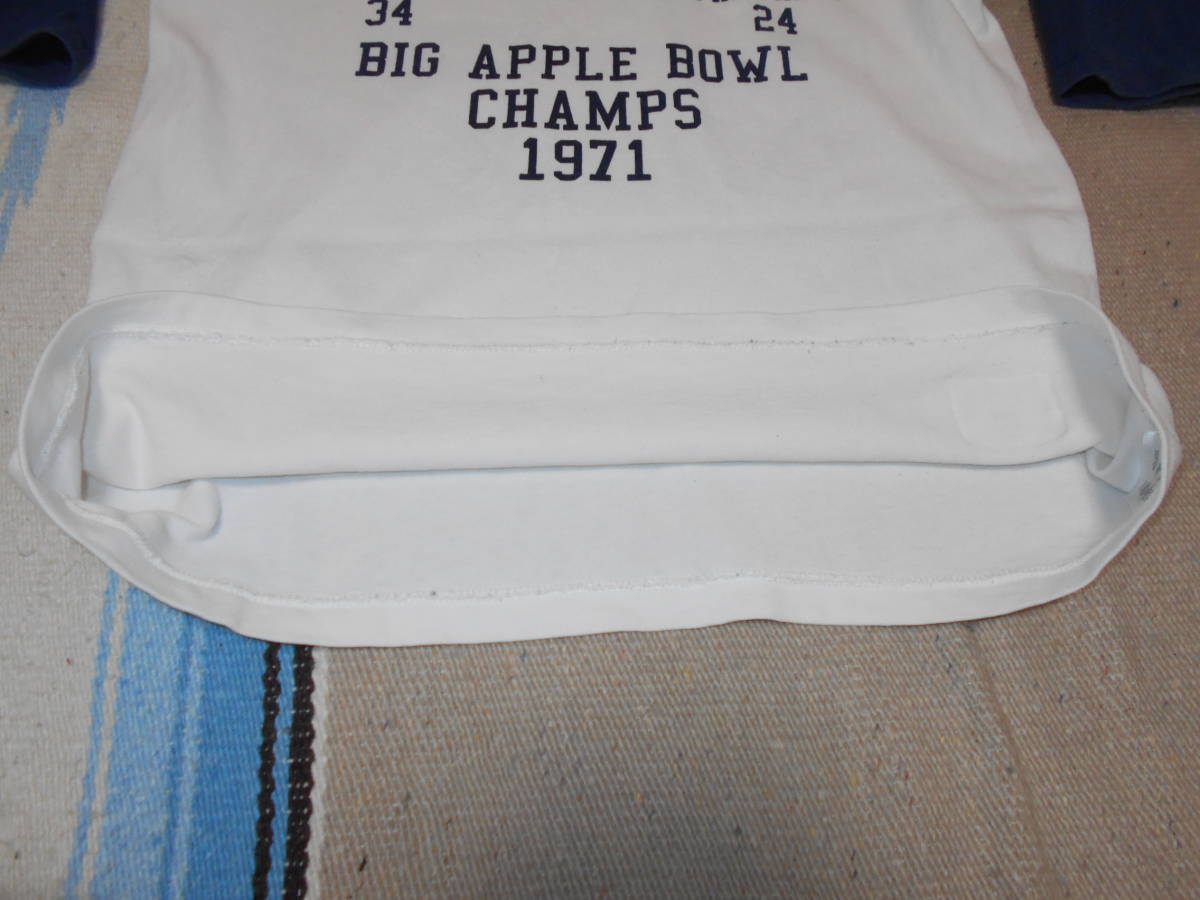 34 24
BIG APPLE BOWL
CHAMPS
1971